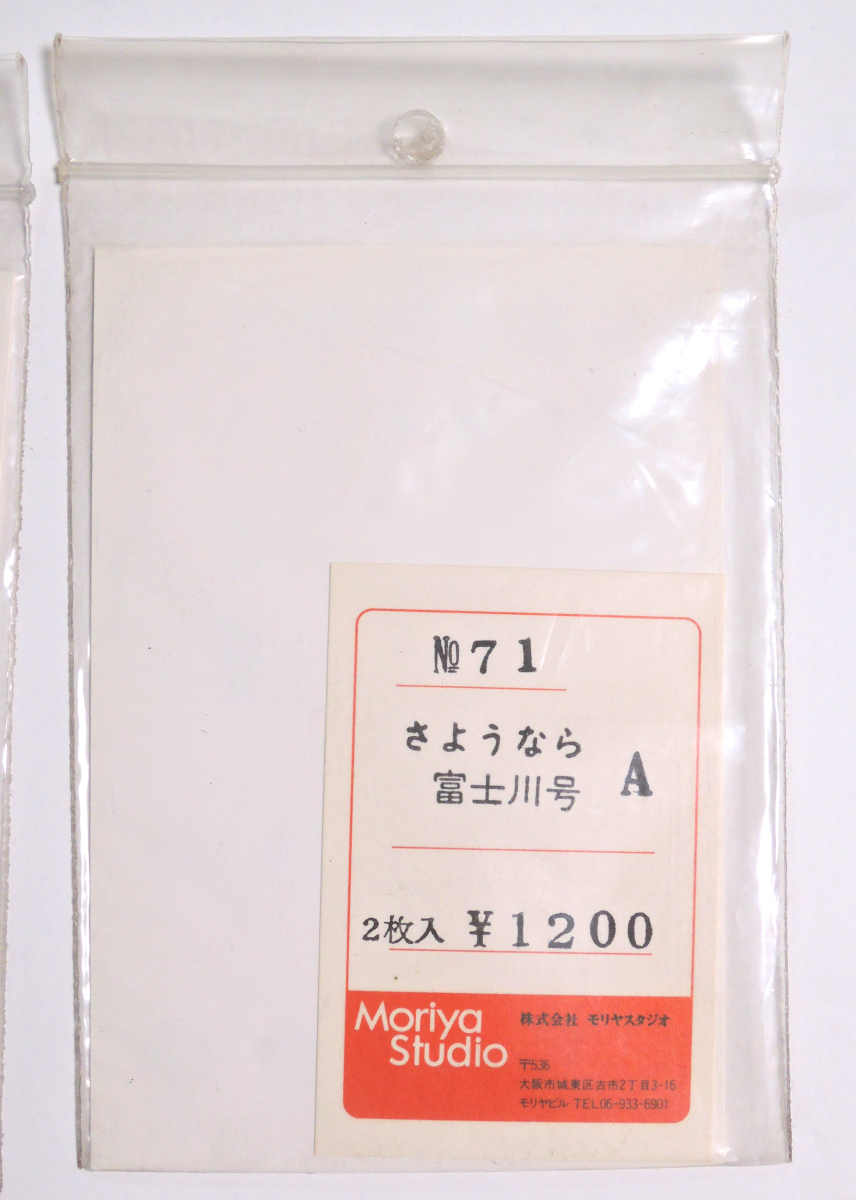 №71
さようなら
富士川号 A
2枚入 ¥1200
Moriya
Studio
株式会社 モリヤスタジオ
〒536
大阪市城東区古市2丁目3-16
モリヤビル TEL06-933-6901